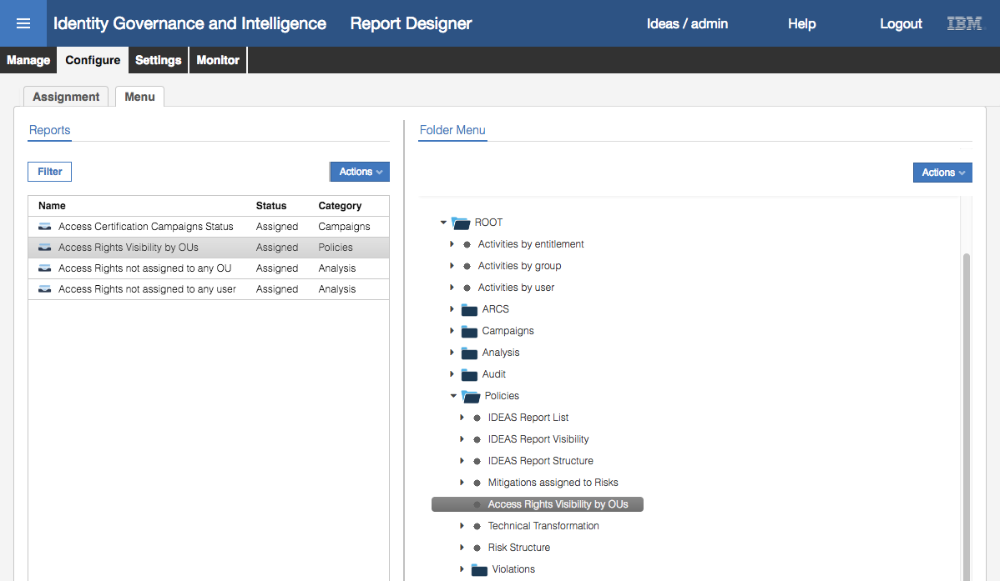 Identity Governance and Intelligence Report Designer Ideas / admin Help Logout IBM
Manage Configure Settings Monitor
Assignment Menu
Reports
Filter Actions
Name Status Category
Access Certification Campaigns Status Assigned Campaigns
Access Rights Visibility by OUs Assigned Policies
Access Rights not assigned to any OU Assigned Analysis
Access Rights not assigned to any user Assigned Analysis
Folder Menu
Actions
ROOT
Activities by entitlement
Activities by group
Activities by user
ARCS
Campaigns
Analysis
Audit
Policies
IDEAS Report List
IDEAS Report Visibility
IDEAS Report Structure
Mitigations assigned to Risks
Access Rights Visibility by OUs
Technical Transformation
Risk Structure
Violations